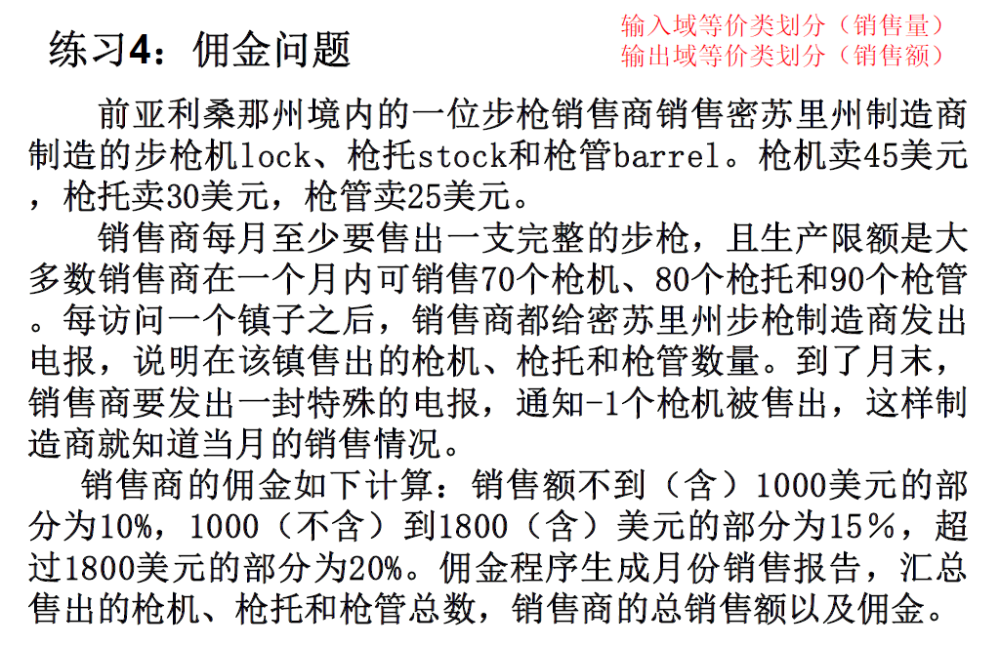 练习4：佣金问题
输入域等价类划分（销售量）
输出域等价类划分（销售额）
前亚利桑那州境内的一位步枪销售商销售密苏里州制造商
制造的步枪机lock、枪托stock和枪管barrel。枪机卖45美元
，枪托卖30美元，枪管卖25美元。
销售商每月至少要售出一支完整的步枪，且生产限额是大
多数销售商在一个月内可销售70个枪机、80个枪托和90个枪管
。每访问一个镇子之后，销售商都给密苏里州步枪制造商发出
电报，说明在该镇售出的枪机、枪托和枪管数量。到了月末，
销售商要发出一封特殊的电报，通知-1个枪机被售出，这样制
造商就知道当月的销售情况。
销售商的佣金如下计算：销售额不到（含）1000美元的部
分为10%，1000（不含）到1800（含）美元的部分为15％，超
过1800美元的部分为20%。佣金程序生成月份销售报告，汇总
售出的枪机、枪托和枪管总数，销售商的总销售额以及佣金。